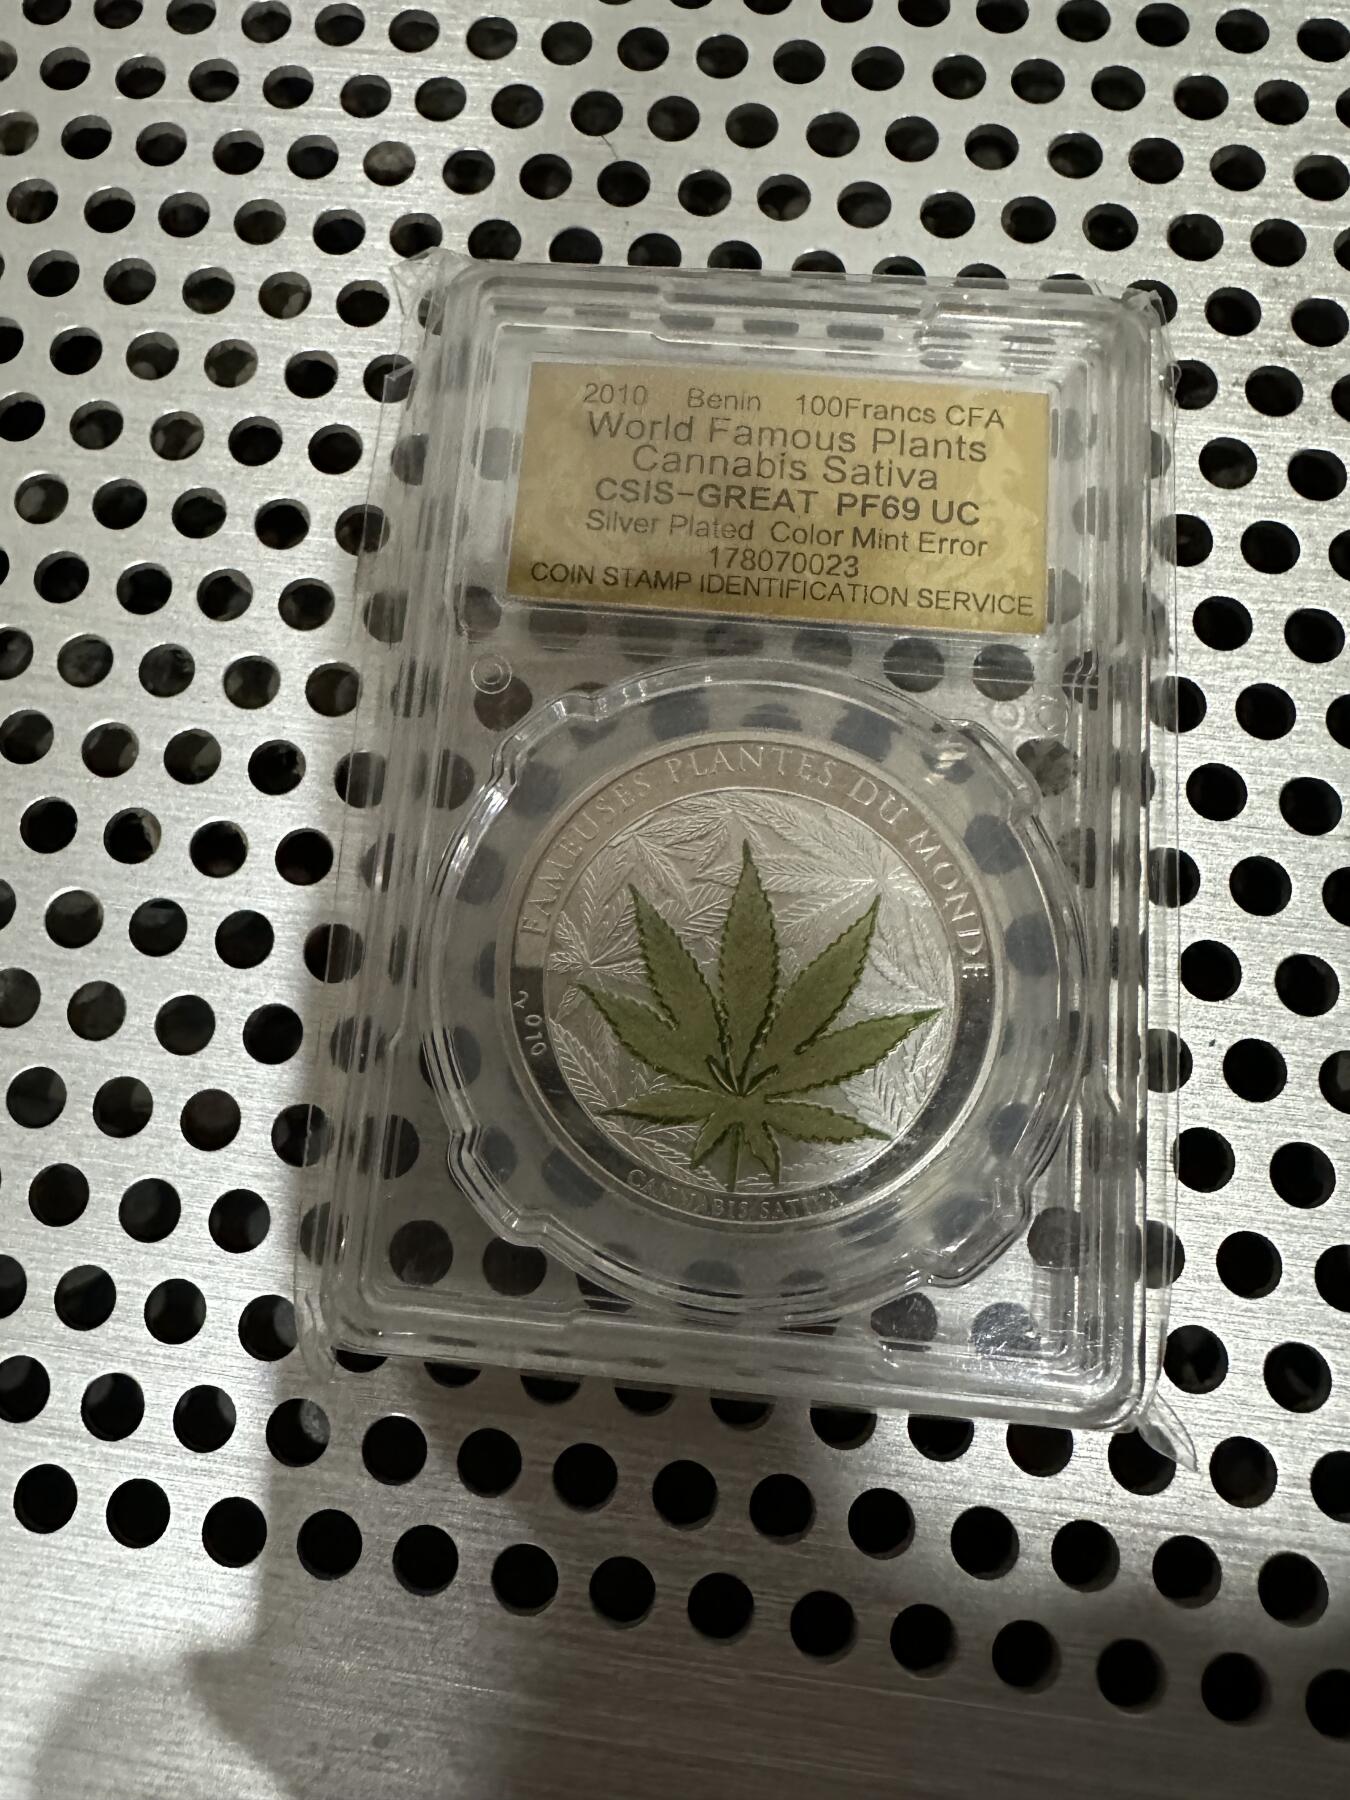 2010 Benin 100Francs CFA
World Famous Plants
Cannabis Sativa
CSIS-GREAT PF69 UC
Silver Plated Color Mint Error
178070023
COIN STAMP IDENTIFICATION SERVICE
FAMEUSES PLANTES DU MONDE
2010
CANNABIS SATIVA